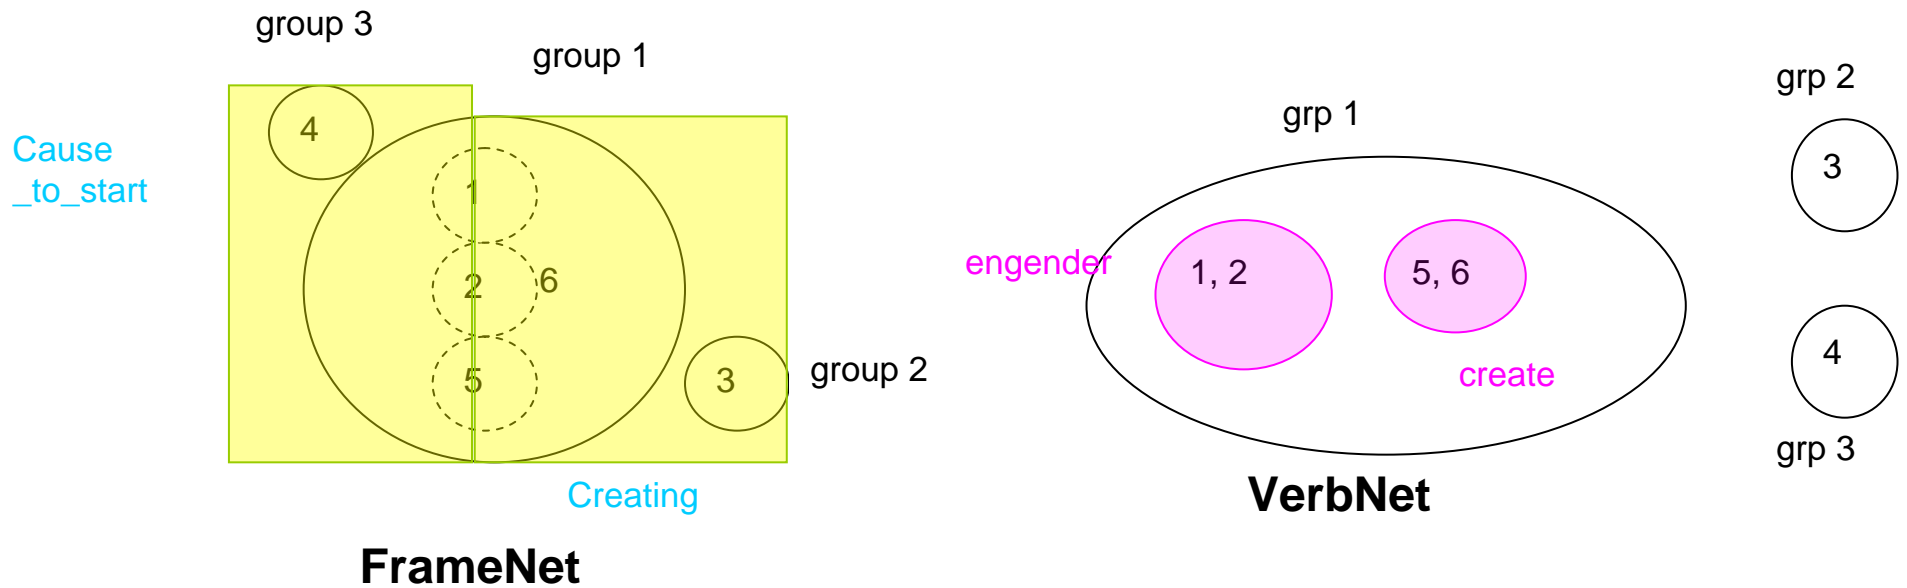 group 3
group 1
Cause
_to_start
4
1
2
6
5
3
group 2
Creating
FrameNet
grp 1
grp 2
engender
1, 2
5, 6
create
3
4
grp 3
VerbNet